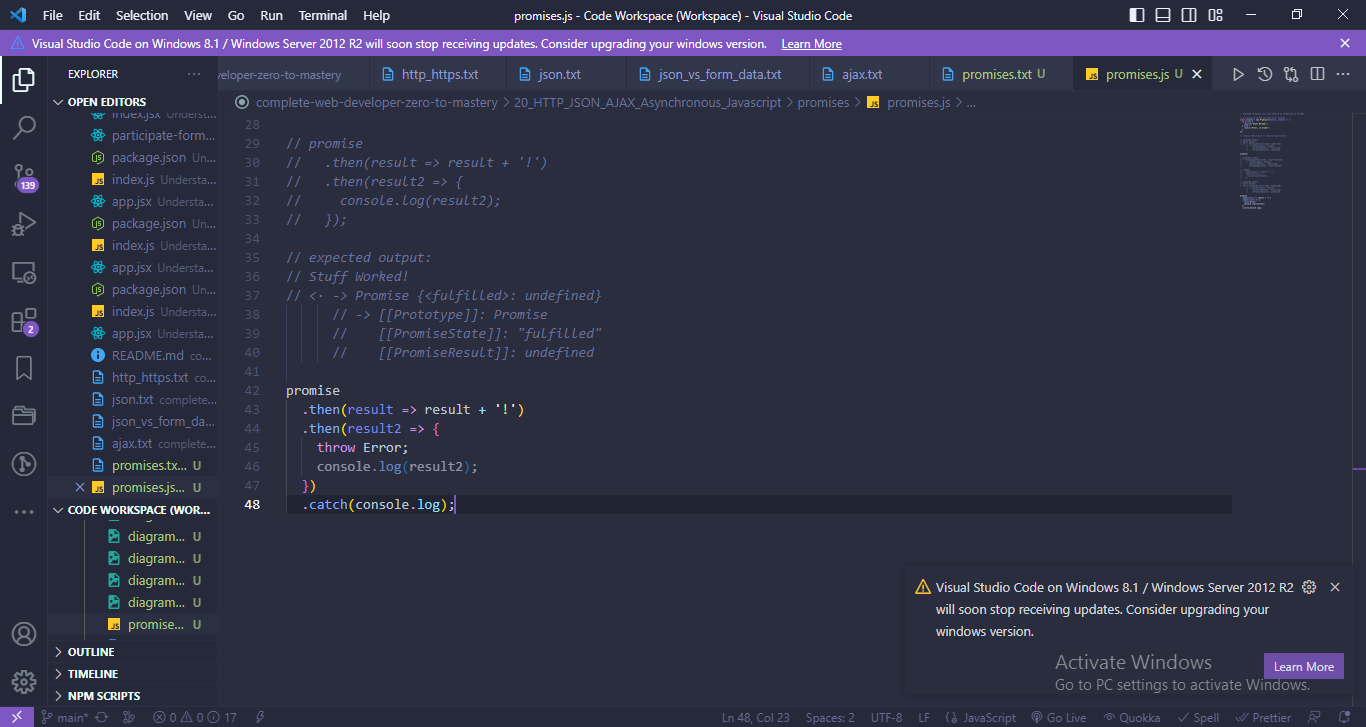 File Edit Selection View Go Run Terminal Help promises.js - Code Workspace (Workspace) - Visual Studio Code
Visual Studio Code on Windows 8.1 / Windows Server 2012 R2 will soon stop receiving updates. Consider upgrading your windows version. Learn More
EXPLORER ··· veloper-zero-to-mastery http_https.txt json.txt json_vs_form_data.txt ajax.txt promises.txt U promises.js U
complete-web-developer-zero-to-mastery > 20_HTTP_JSON_AJAX_Asynchronous_Javascript > promises > promises.js > ...
OPEN EDITORS
index.jsx Understa...
participate-form...
package.json Un...
index.js Understa...
app.jsx Understa...
package.json Un...
index.js Understa...
app.jsx Understa...
package.json Un...
index.js Understa...
app.jsx Understa...
README.md co...
http_https.txt co...
json.txt complete...
json_vs_form_da...
ajax.txt complete...
promises.tx... U
promises.js... U
CODE WORKSPACE (WOR...
diagram... U
diagram... U
diagram... U
diagram... U
promise... U
OUTLINE
TIMELINE
NPM SCRIPTS
139
2
28
29 // promise
30 //   .then(result => result + '!')
31 //   .then(result2 => {
32 //     console.log(result2);
33 //   });
34
35 // expected output:
36 // Stuff Worked!
37 // <· -> Promise {<fulfilled>: undefined}
38       // -> [[Prototype]]: Promise
39       //    [[PromiseState]]: "fulfilled"
40       //    [[PromiseResult]]: undefined
41
42 promise
43   .then(result => result + '!')
44   .then(result2 => {
45     throw Error;
46     console.log(result2);
47   })
48   .catch(console.log);
Visual Studio Code on Windows 8.1 / Windows Server 2012 R2
will soon stop receiving updates. Consider upgrading your
windows version.
Learn More
Activate Windows
Go to PC settings to activate Windows.
main* 0 0 17 Ln 48, Col 23 Spaces: 2 UTF-8 LF {} JavaScript Go Live Quokka Spell Prettier